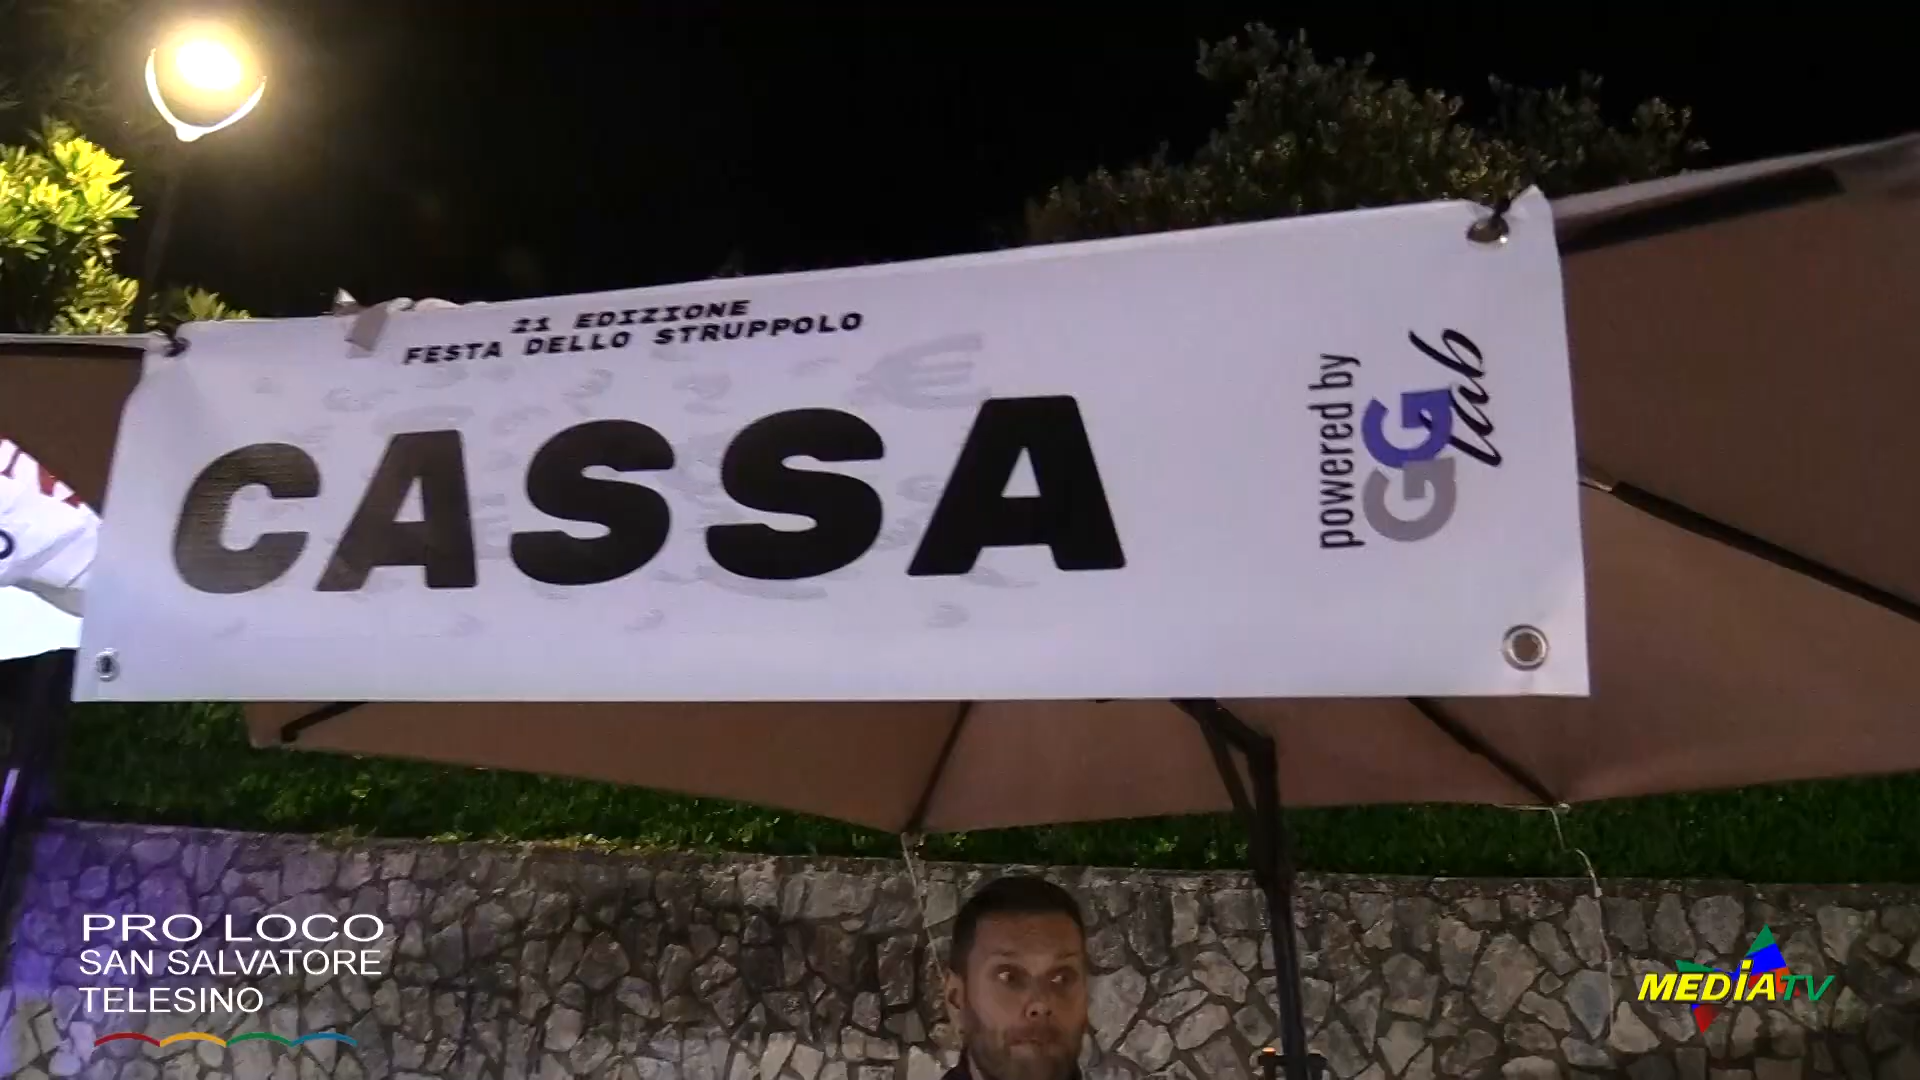 21 EDIZIONE
FESTA DELLO STRUPPOLO
CASSA
powered by
GG lab
PRO LOCO
SAN SALVATORE
TELESINO
MEDIATV